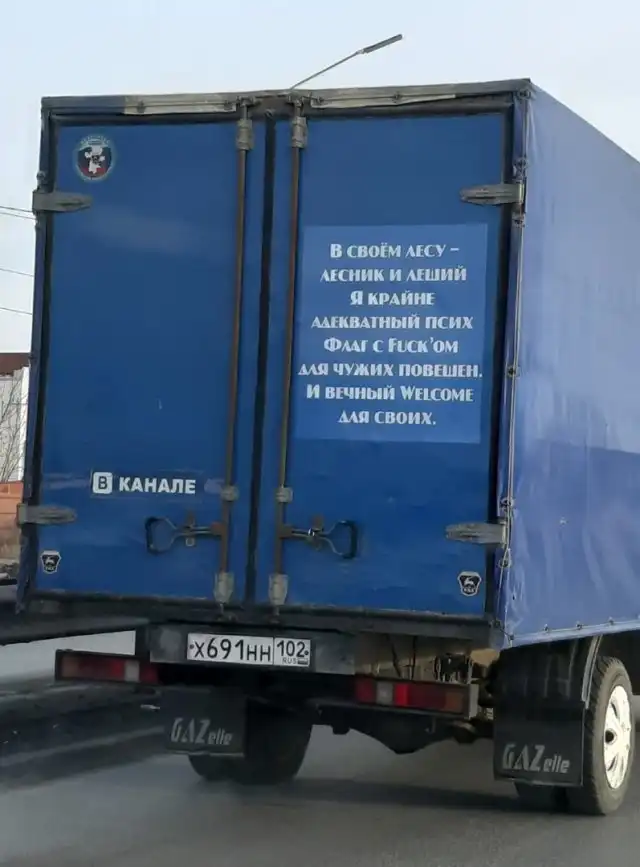 В СВОЁМ ЛЕСУ –
ЛЕСНИК И ЛЕШИЙ
Я КРАЙНЕ
АДЕКВАТНЫЙ ПСИХ
ФЛАГ С FUCK'ОМ
ДЛЯ ЧУЖИХ ПОВЕШЕН.
И ВЕЧНЫЙ WELCOME
ДЛЯ СВОИХ.
В КАНАЛЕ
Х691НН 102
RUS
GAZelle
GAZelle